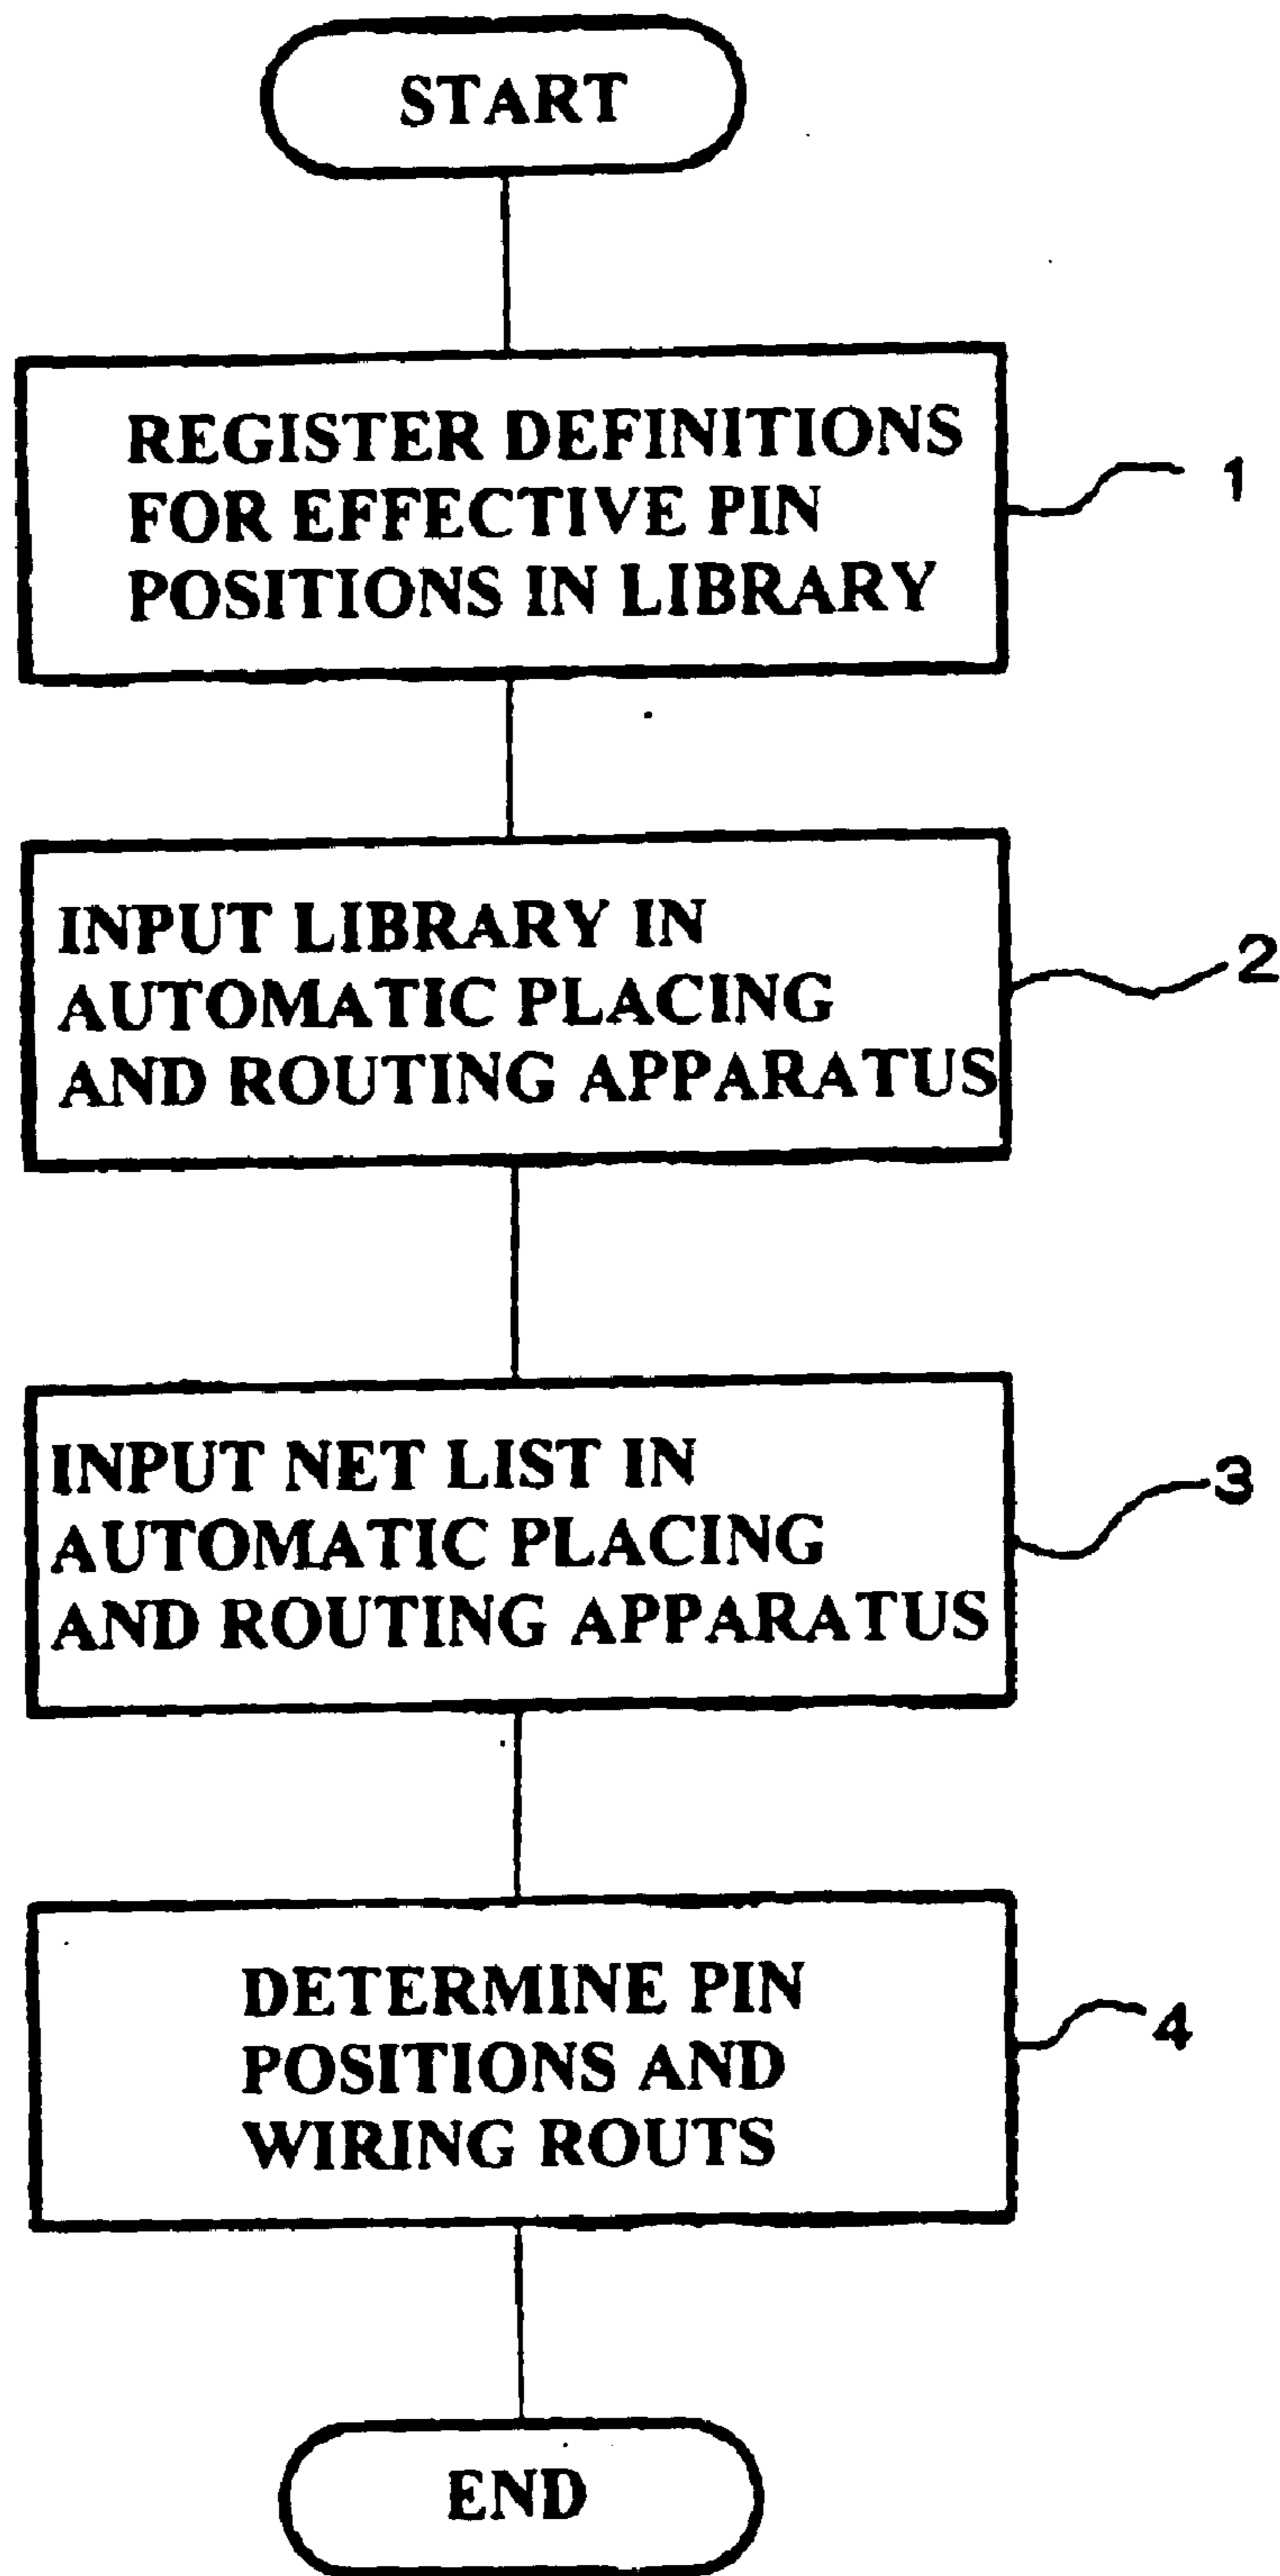 START
REGISTER DEFINITIONS
FOR EFFECTIVE PIN
POSITIONS IN LIBRARY
1
INPUT LIBRARY IN
AUTOMATIC PLACING
AND ROUTING APPARATUS
2
INPUT NET LIST IN
AUTOMATIC PLACING
AND ROUTING APPARATUS
3
DETERMINE PIN
POSITIONS AND
WIRING ROUTS
4
END